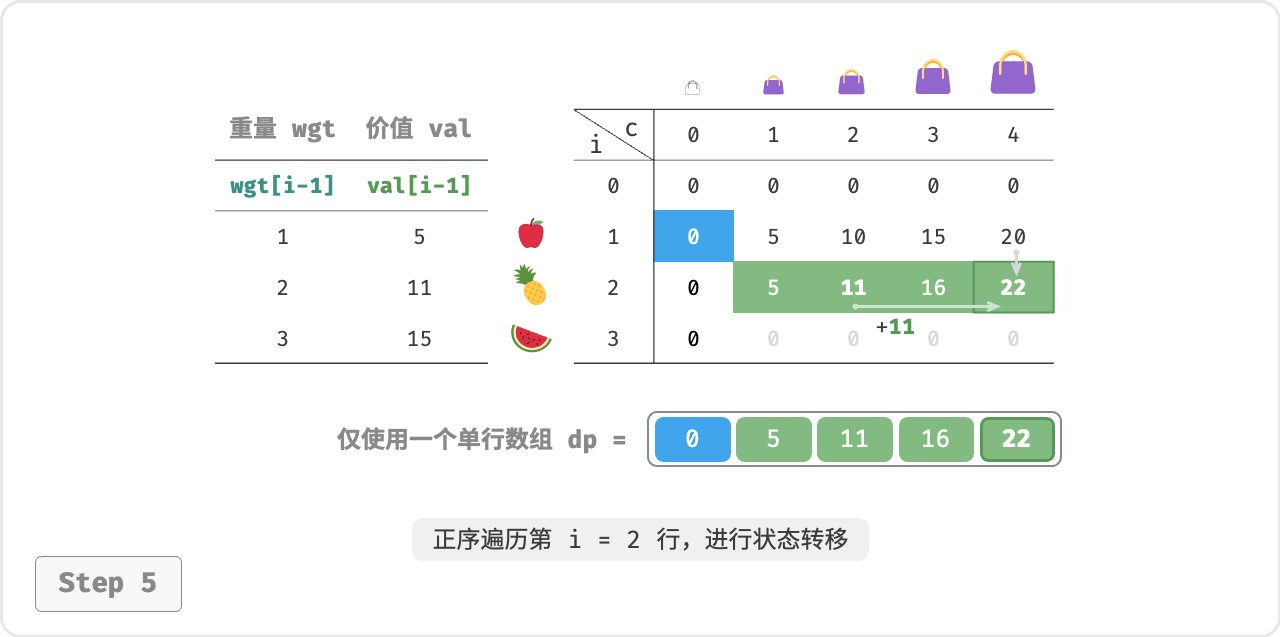 重量 wgt 价值 val
wgt[i-1] val[i-1]
1 5
2 11
3 15
c
i
0 1 2 3 4
0 0 0 0 0 0
1 0 5 10 15 20
2 0 5 11 16 22
+11
3 0 0 0 0 0
仅使用一个单行数组 dp = 0 5 11 16 22
正序遍历第 i = 2 行，进行状态转移
Step 5